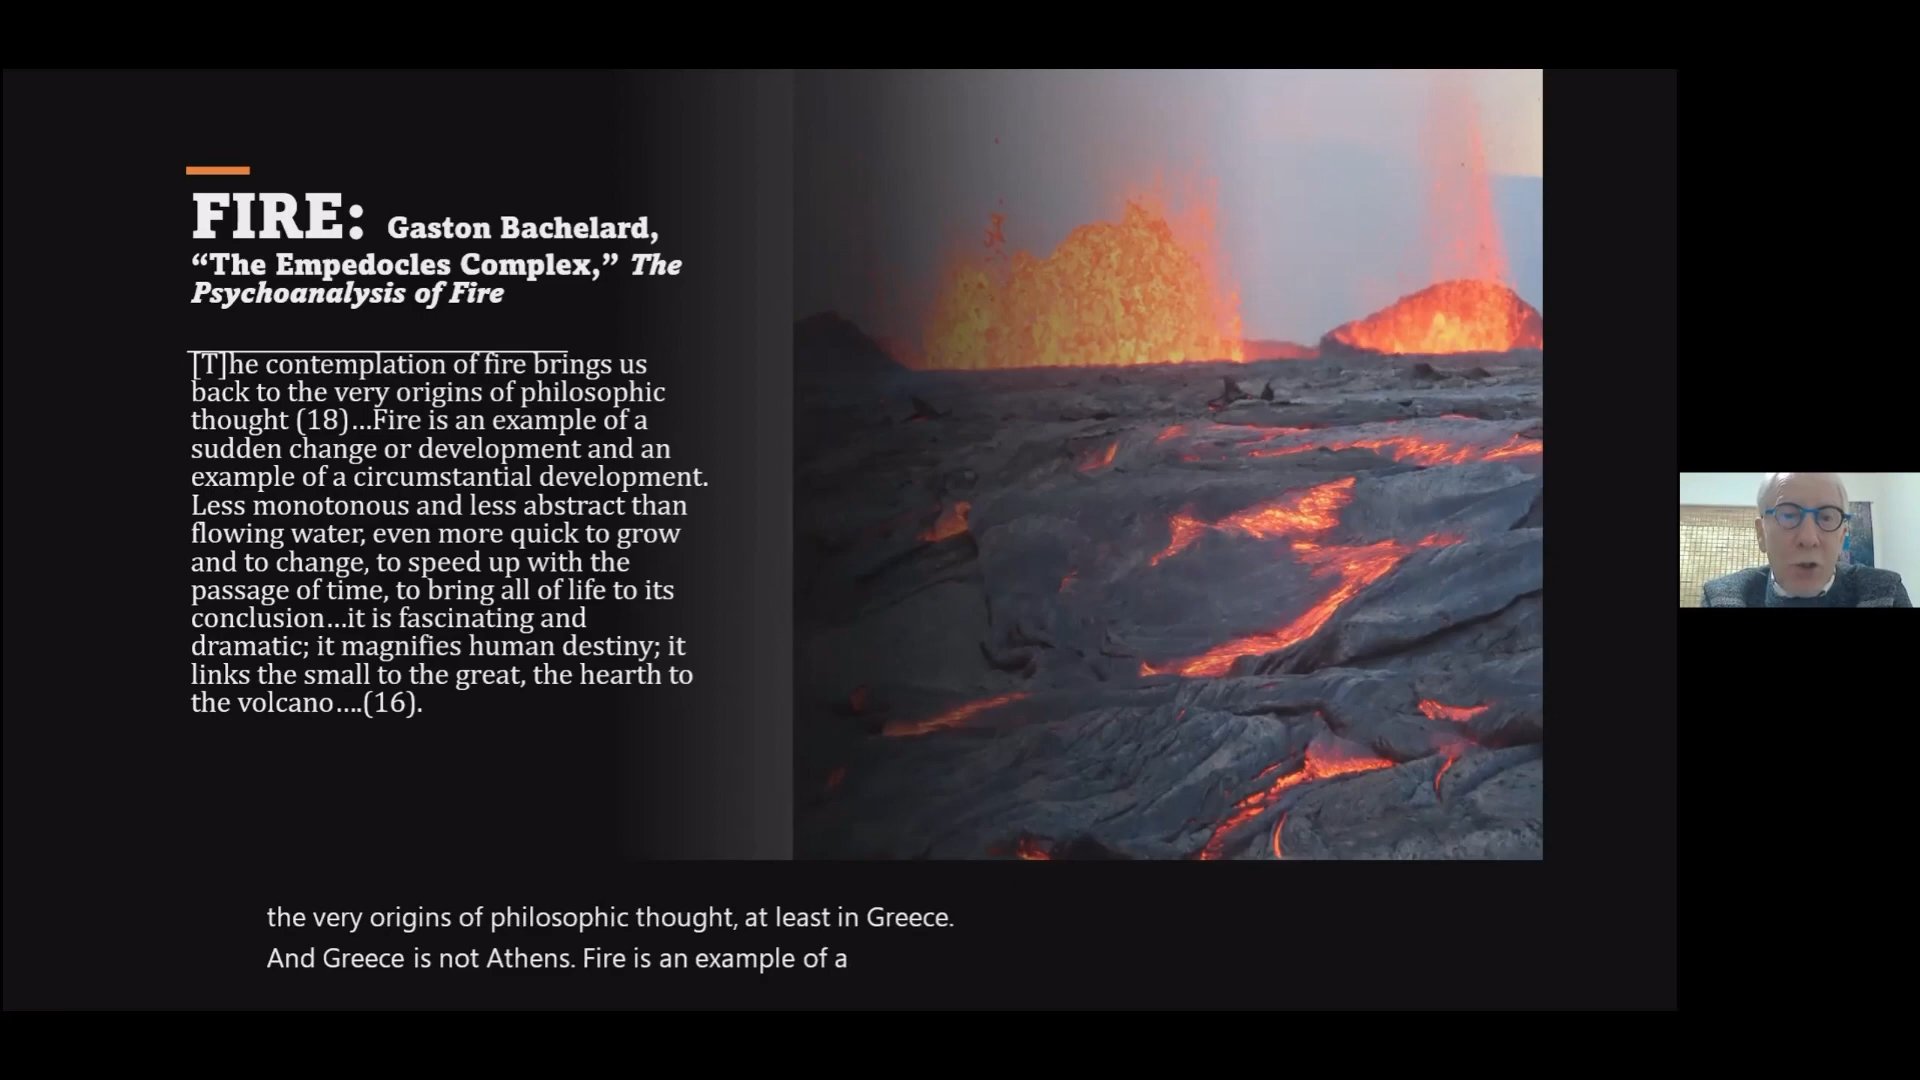 FIRE: Gaston Bachelard,
“The Empedocles Complex,” The
Psychoanalysis of Fire
[T]he contemplation of fire brings us
back to the very origins of philosophic
thought (18)...Fire is an example of a
sudden change or development and an
example of a circumstantial development.
Less monotonous and less abstract than
flowing water, even more quick to grow
and to change, to speed up with the
passage of time, to bring all of life to its
conclusion...it is fascinating and
dramatic; it magnifies human destiny; it
links the small to the great, the hearth to
the volcano....(16).
the very origins of philosophic thought, at least in Greece.
And Greece is not Athens. Fire is an example of a